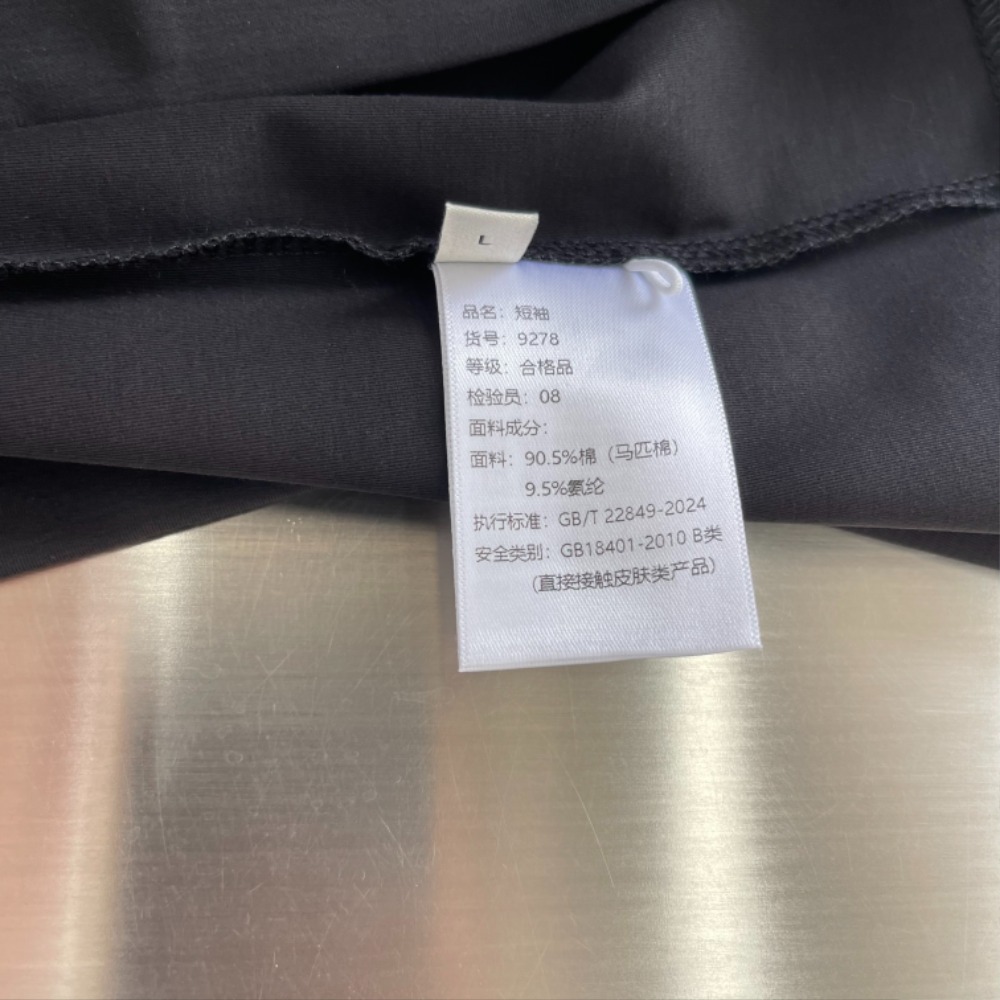 L
品名：短袖
货号：9278
等级：合格品
检验员：08
面料成分：
面料：90.5%棉（马匹棉）
9.5%氨纶
执行标准：GB/T 22849-2024
安全类别：GB18401-2010 B类
(直接接触皮肤类产品)